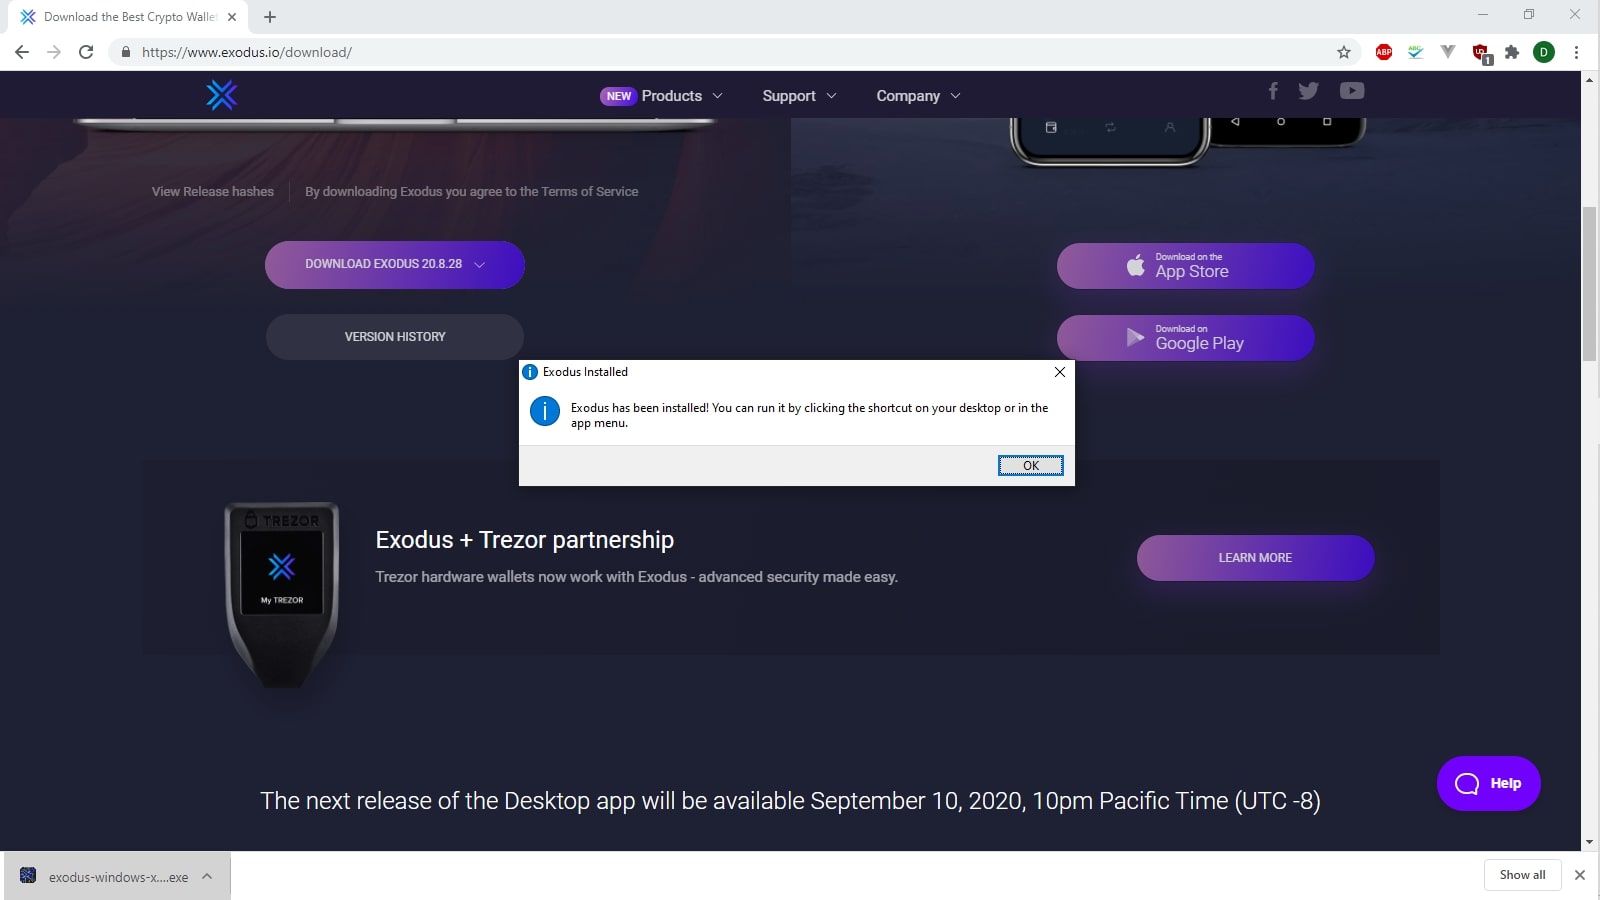 Download the Best Crypto Walle
https://www.exodus.io/download/
ABP
ABC
1
D
NEW Products
Support
Company
View Release hashes
By downloading Exodus you agree to the Terms of Service
DOWNLOAD EXODUS 20.8.28
VERSION HISTORY
Download on the
App Store
Download on
Google Play
Exodus Installed
Exodus has been installed! You can run it by clicking the shortcut on your desktop or in the
app menu.
OK
TREZOR
My TREZOR
Exodus + Trezor partnership
Trezor hardware wallets now work with Exodus - advanced security made easy.
LEARN MORE
Help
The next release of the Desktop app will be available September 10, 2020, 10pm Pacific Time (UTC -8)
exodus-windows-x....exe
Show all